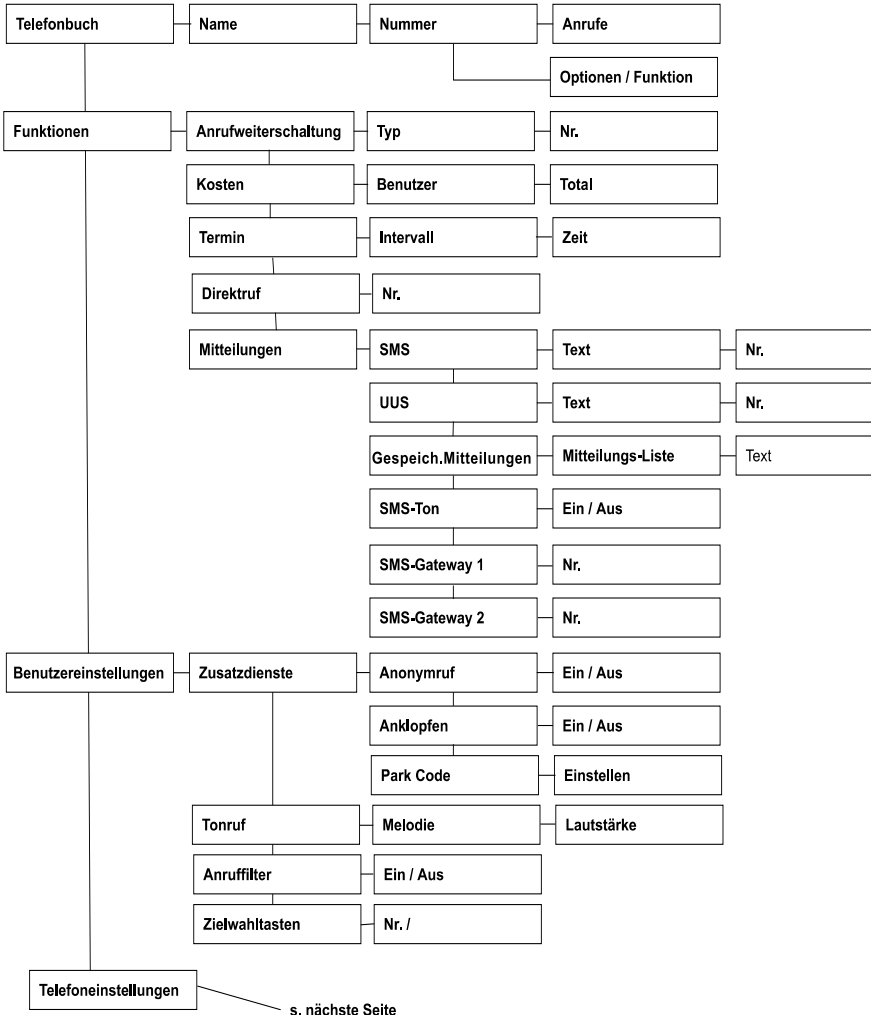 Telefonbuch Name Nummer Anrufe
Optionen / Funktion
Funktionen Anrufweiterschaltung Typ Nr.
Kosten Benutzer Total
Termin Intervall Zeit
Direktruf Nr.
Mitteilungen SMS Text Nr.
UUS Text Nr.
Gespeich.Mitteilungen Mitteilungs-Liste Text
SMS-Ton Ein / Aus
SMS-Gateway 1 Nr.
SMS-Gateway 2 Nr.
Benutzereinstellungen Zusatzdienste Anonymruf Ein / Aus
Anklopfen Ein / Aus
Park Code Einstellen
Tonruf Melodie Lautstärke
Anruffilter Ein / Aus
Zielwahltasten Nr. /
Telefoneinstellungen
s. nächste Seite